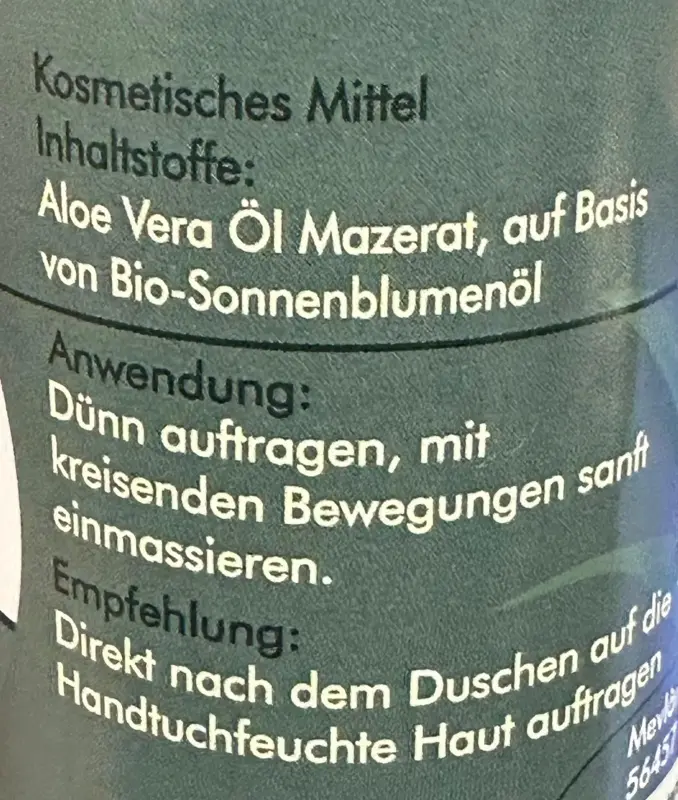 Kosmetisches Mittel
Inhaltstoffe:
Aloe Vera Öl Mazerat, auf Basis
von Bio-Sonnenblumenöl
Anwendung:
Dünn auftragen, mit
kreisenden Bewegungen sanft
einmassieren.
Empfehlung:
Direkt nach dem Duschen auf die
Handtuchfeuchte Haut auftragen